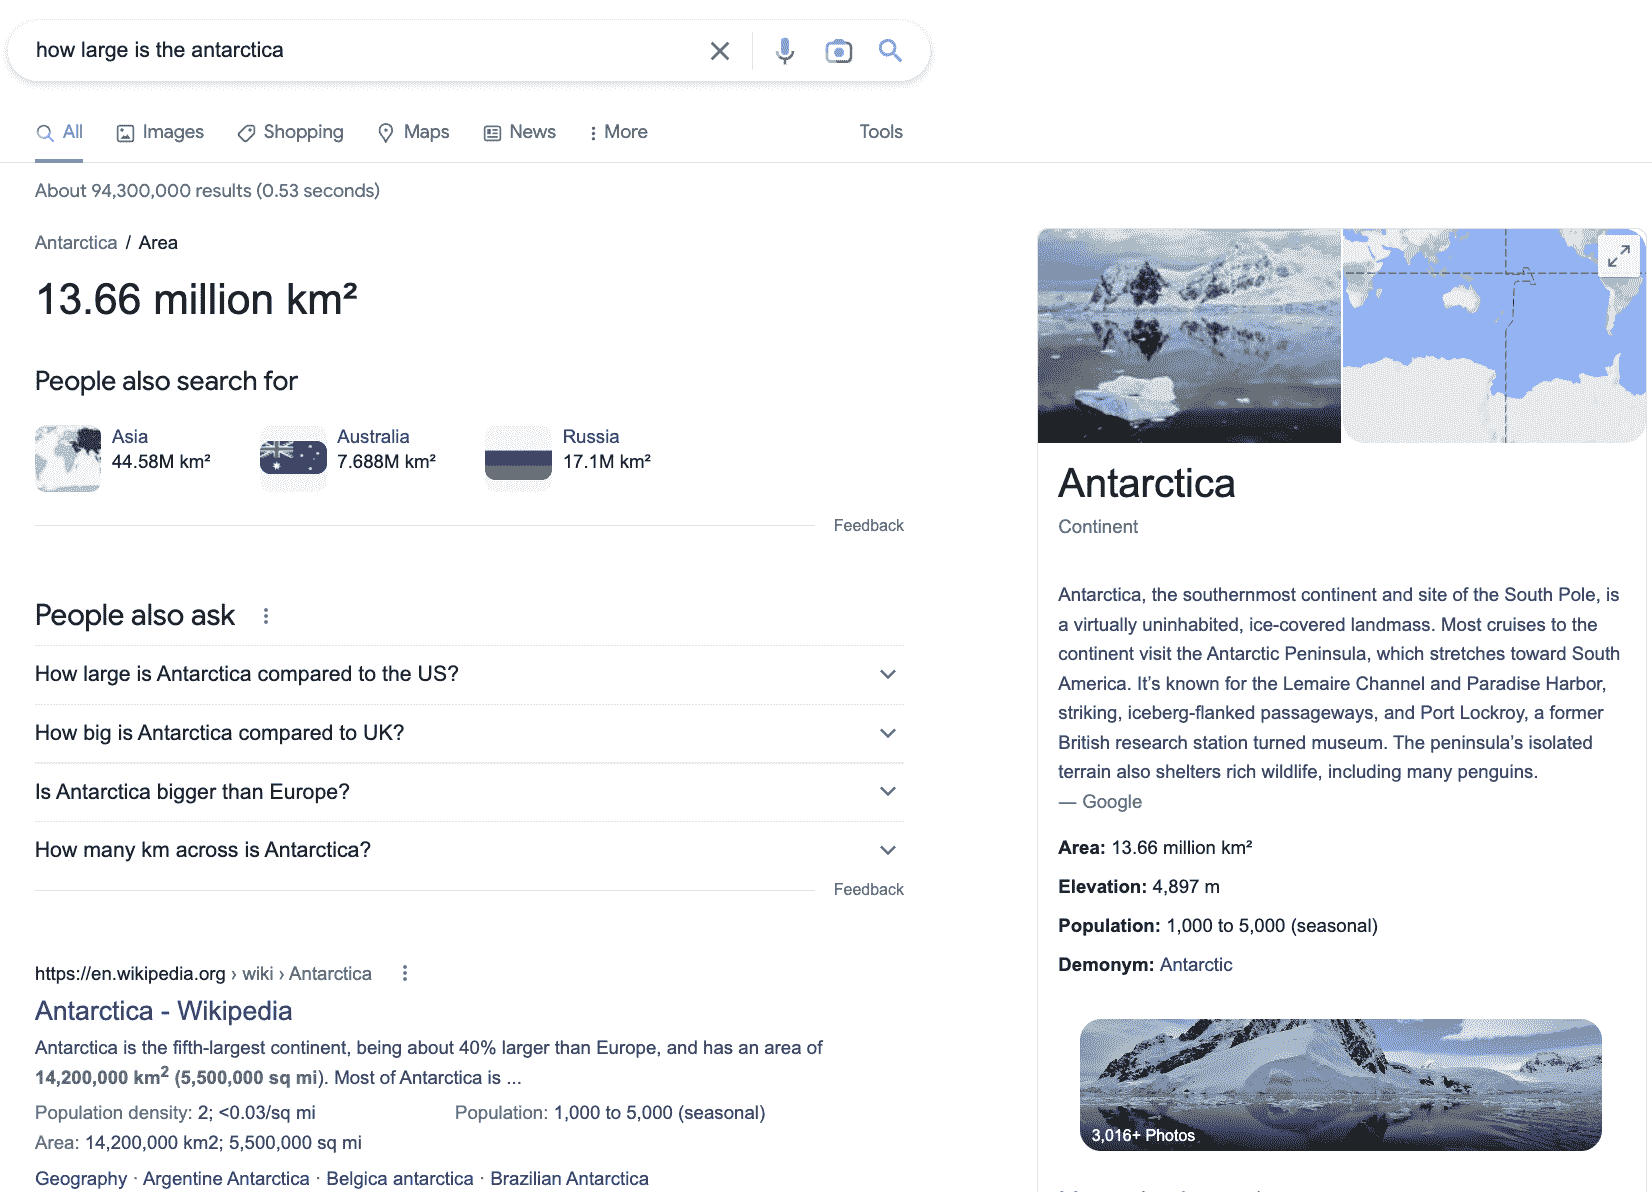 how large is the antarctica
All Images Shopping Maps News More Tools
About 94,300,000 results (0.53 seconds)
Antarctica / Area
13.66 million km²
People also search for
Asia
44.58M km²
Australia
7.688M km²
Russia
17.1M km²
Feedback
People also ask
How large is Antarctica compared to the US?
How big is Antarctica compared to UK?
Is Antarctica bigger than Europe?
How many km across is Antarctica?
Feedback
https://en.wikipedia.org › wiki › Antarctica
Antarctica - Wikipedia
Antarctica is the fifth-largest continent, being about 40% larger than Europe, and has an area of
14,200,000 km² (5,500,000 sq mi). Most of Antarctica is ...
Population density: 2; <0.03/sq mi Population: 1,000 to 5,000 (seasonal)
Area: 14,200,000 km2; 5,500,000 sq mi
Geography · Argentine Antarctica · Belgica antarctica · Brazilian Antarctica
Antarctica
Continent
Antarctica, the southernmost continent and site of the South Pole, is
a virtually uninhabited, ice-covered landmass. Most cruises to the
continent visit the Antarctic Peninsula, which stretches toward South
America. It’s known for the Lemaire Channel and Paradise Harbor,
striking, iceberg-flanked passageways, and Port Lockroy, a former
British research station turned museum. The peninsula’s isolated
terrain also shelters rich wildlife, including many penguins.
— Google
Area: 13.66 million km²
Elevation: 4,897 m
Population: 1,000 to 5,000 (seasonal)
Demonym: Antarctic
3,016+ Photos